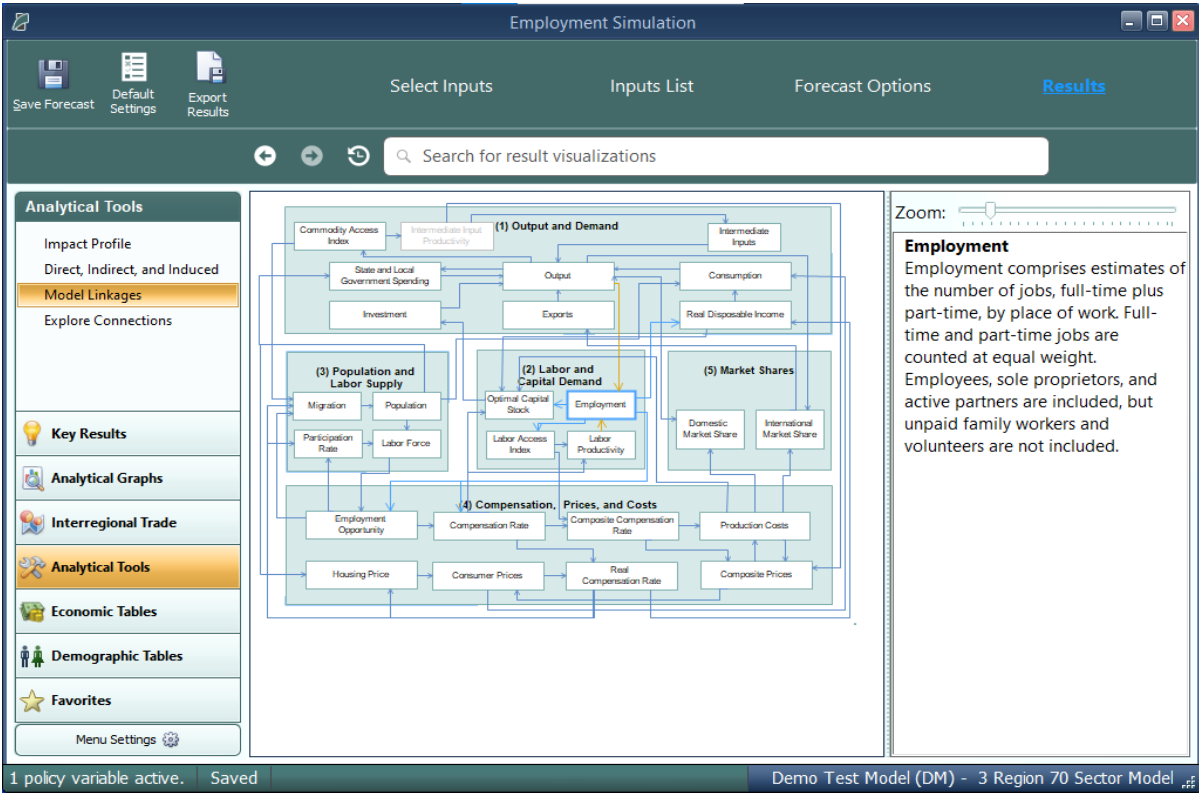 Employment Simulation
Save Forecast
Default
Settings
Export
Results
Select Inputs
Inputs List
Forecast Options
Results
Search for result visualizations
Analytical Tools
Impact Profile
Direct, Indirect, and Induced
Model Linkages
Explore Connections
Key Results
Analytical Graphs
Interregional Trade
Analytical Tools
Economic Tables
Demographic Tables
Favorites
Menu Settings
(1) Output and Demand
Commodity Access
Index
Intermediate Input
Productivity
Intermediate
Inputs
State and Local
Government Spending
Output
Consumption
Investment
Exports
Real Disposable Income
(3) Population and
Labor Supply
Migration
Population
Participation
Rate
Labor Force
(2) Labor and
Capital Demand
Optimal Capital
Stock
Employment
Labor Access
Index
Labor
Productivity
(5) Market Shares
Domestic
Market Share
International
Market Share
(4) Compensation, Prices, and Costs
Employment
Opportunity
Compensation Rate
Composite Compensation
Rate
Production Costs
Housing Price
Consumer Prices
Real
Compensation Rate
Composite Prices
Zoom:
Employment
Employment comprises estimates of
the number of jobs, full-time plus
part-time, by place of work. Full-
time and part-time jobs are
counted at equal weight.
Employees, sole proprietors, and
active partners are included, but
unpaid family workers and
volunteers are not included.
1 policy variable active.
Saved
Demo Test Model (DM) - 3 Region 70 Sector Model